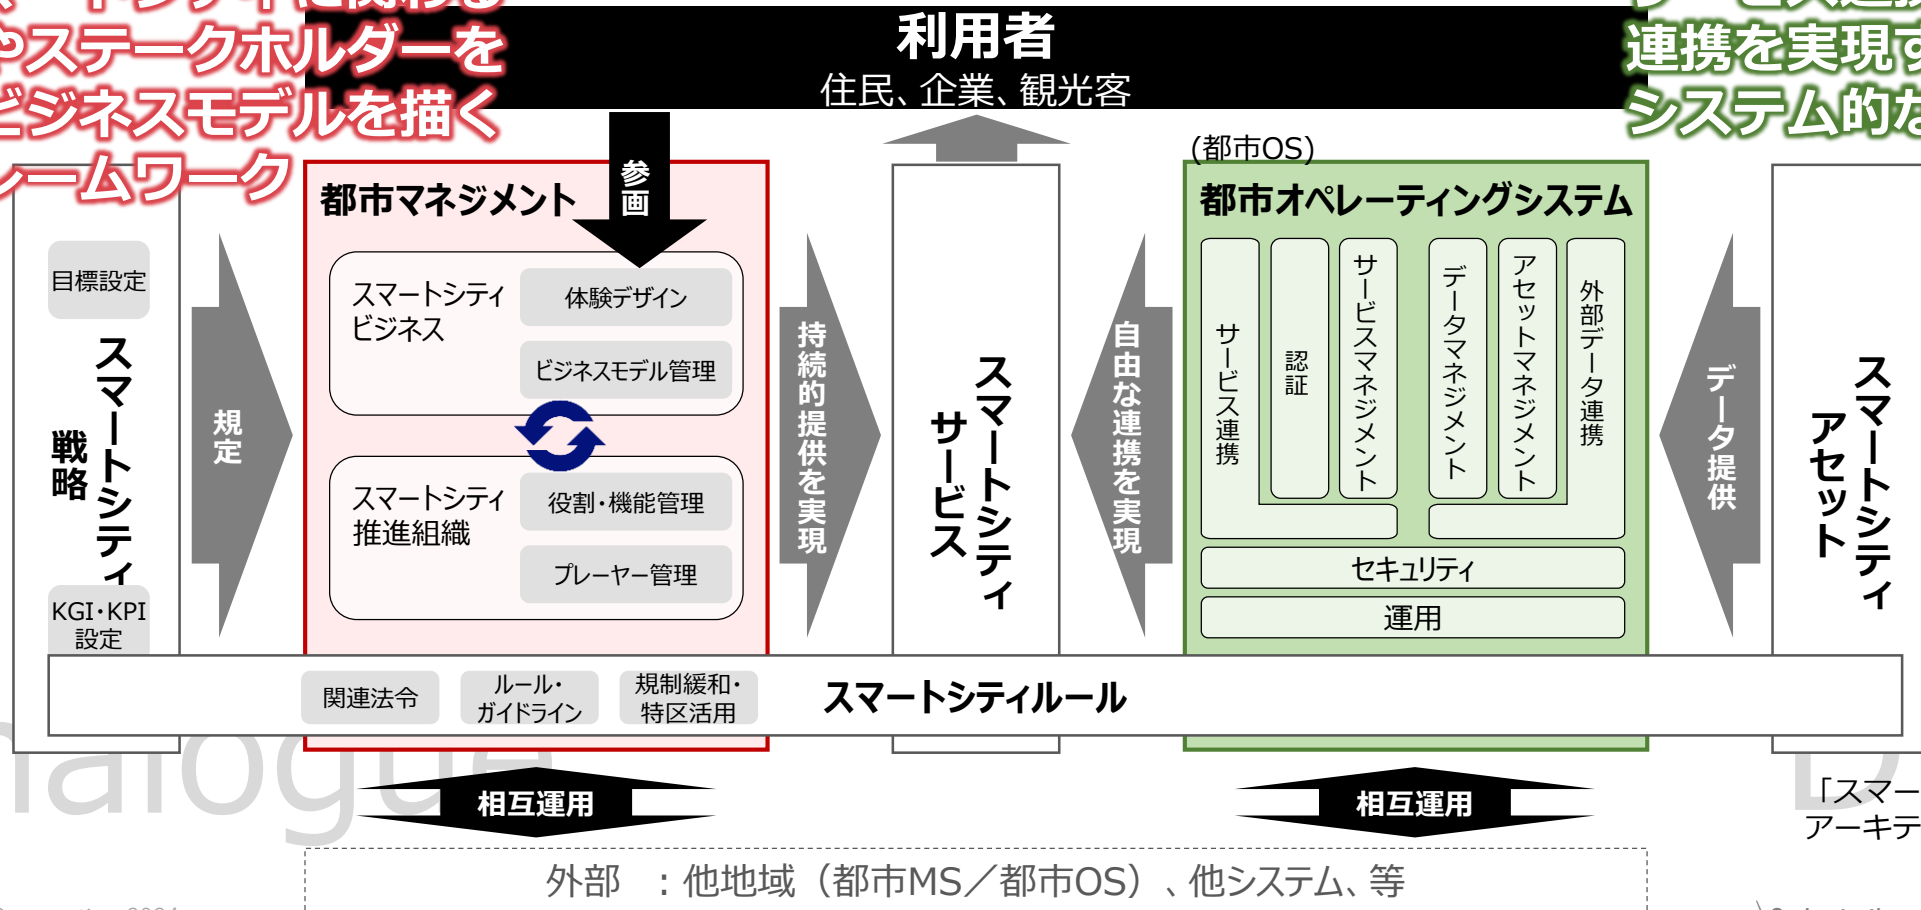 利用者
住民、企業、観光客
やステークホルダーを
ビジネスモデルを描く
レームワーク
連携を実現す
システム的な
スマートシティ
戦略
目標設定
KGI・KPI
設定
規定
都市マネジメント
参画
スマートシティ
ビジネス
体験デザイン
ビジネスモデル管理
スマートシティ
推進組織
役割・機能管理
プレーヤー管理
持続的提供を実現
スマートシティ
サービス
自由な連携を実現
(都市OS)
都市オペレーティングシステム
サービス連携
認証
サービスマネジメント
データマネジメント
アセットマネジメント
外部データ連携
セキュリティ
運用
データ提供
スマートシティ
アセット
関連法令
ルール・
ガイドライン
規制緩和・
特区活用
スマートシティルール
alogue
D
相互運用
相互運用
「スマー
アーキテ
外部　：他地域（都市MS／都市OS）、他システム、等